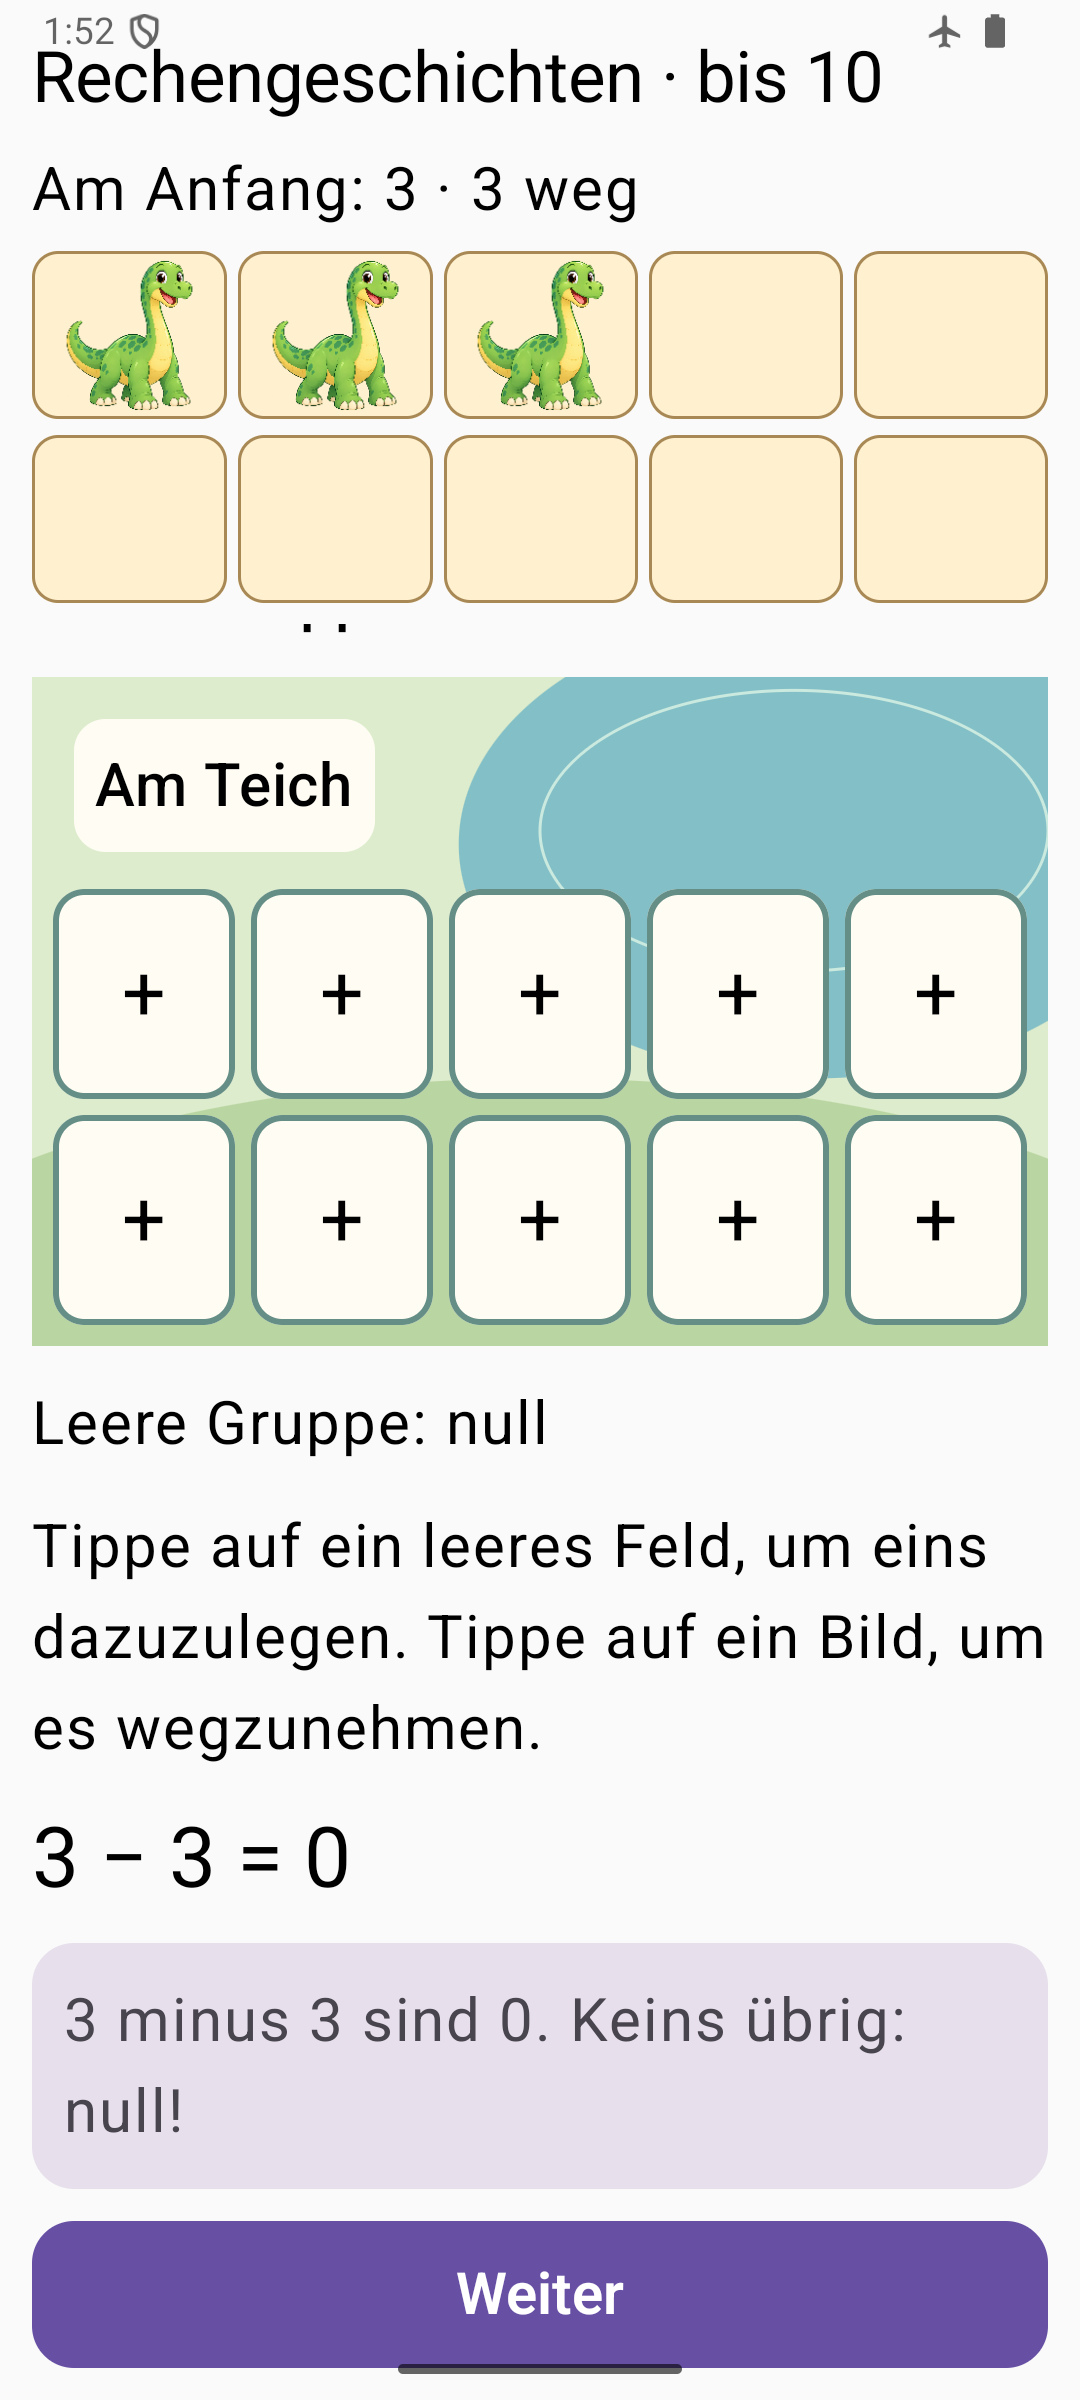 1:52
Rechengeschichten · bis 10
Am Anfang: 3 · 3 weg
Am Teich
+ + + + +
+ + + + +
Leere Gruppe: null
Tippe auf ein leeres Feld, um eins
dazuzulegen. Tippe auf ein Bild, um
es wegzunehmen.
3 − 3 = 0
3 minus 3 sind 0. Keins übrig:
null!
Weiter